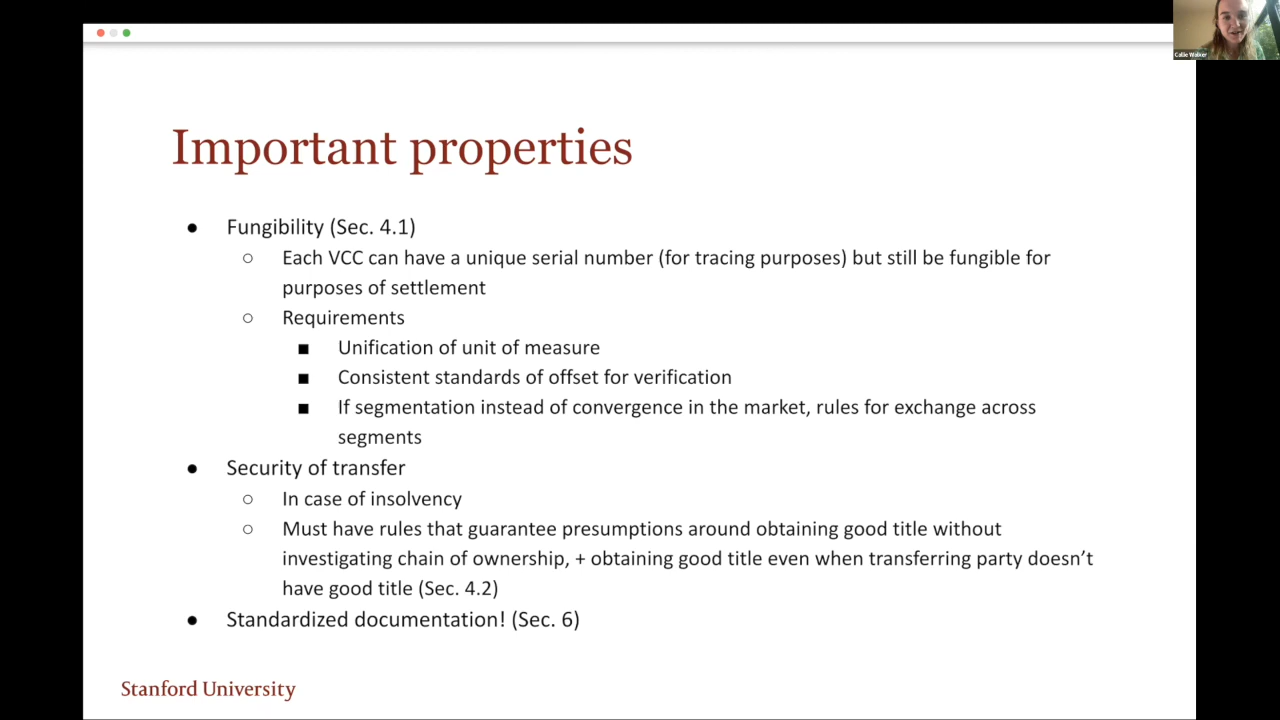 Callie Walker
Important properties
● Fungibility (Sec. 4.1)
○ Each VCC can have a unique serial number (for tracing purposes) but still be fungible for
purposes of settlement
○ Requirements
■ Unification of unit of measure
■ Consistent standards of offset for verification
■ If segmentation instead of convergence in the market, rules for exchange across
segments
● Security of transfer
○ In case of insolvency
○ Must have rules that guarantee presumptions around obtaining good title without
investigating chain of ownership, + obtaining good title even when transferring party doesn’t
have good title (Sec. 4.2)
● Standardized documentation! (Sec. 6)
Stanford University